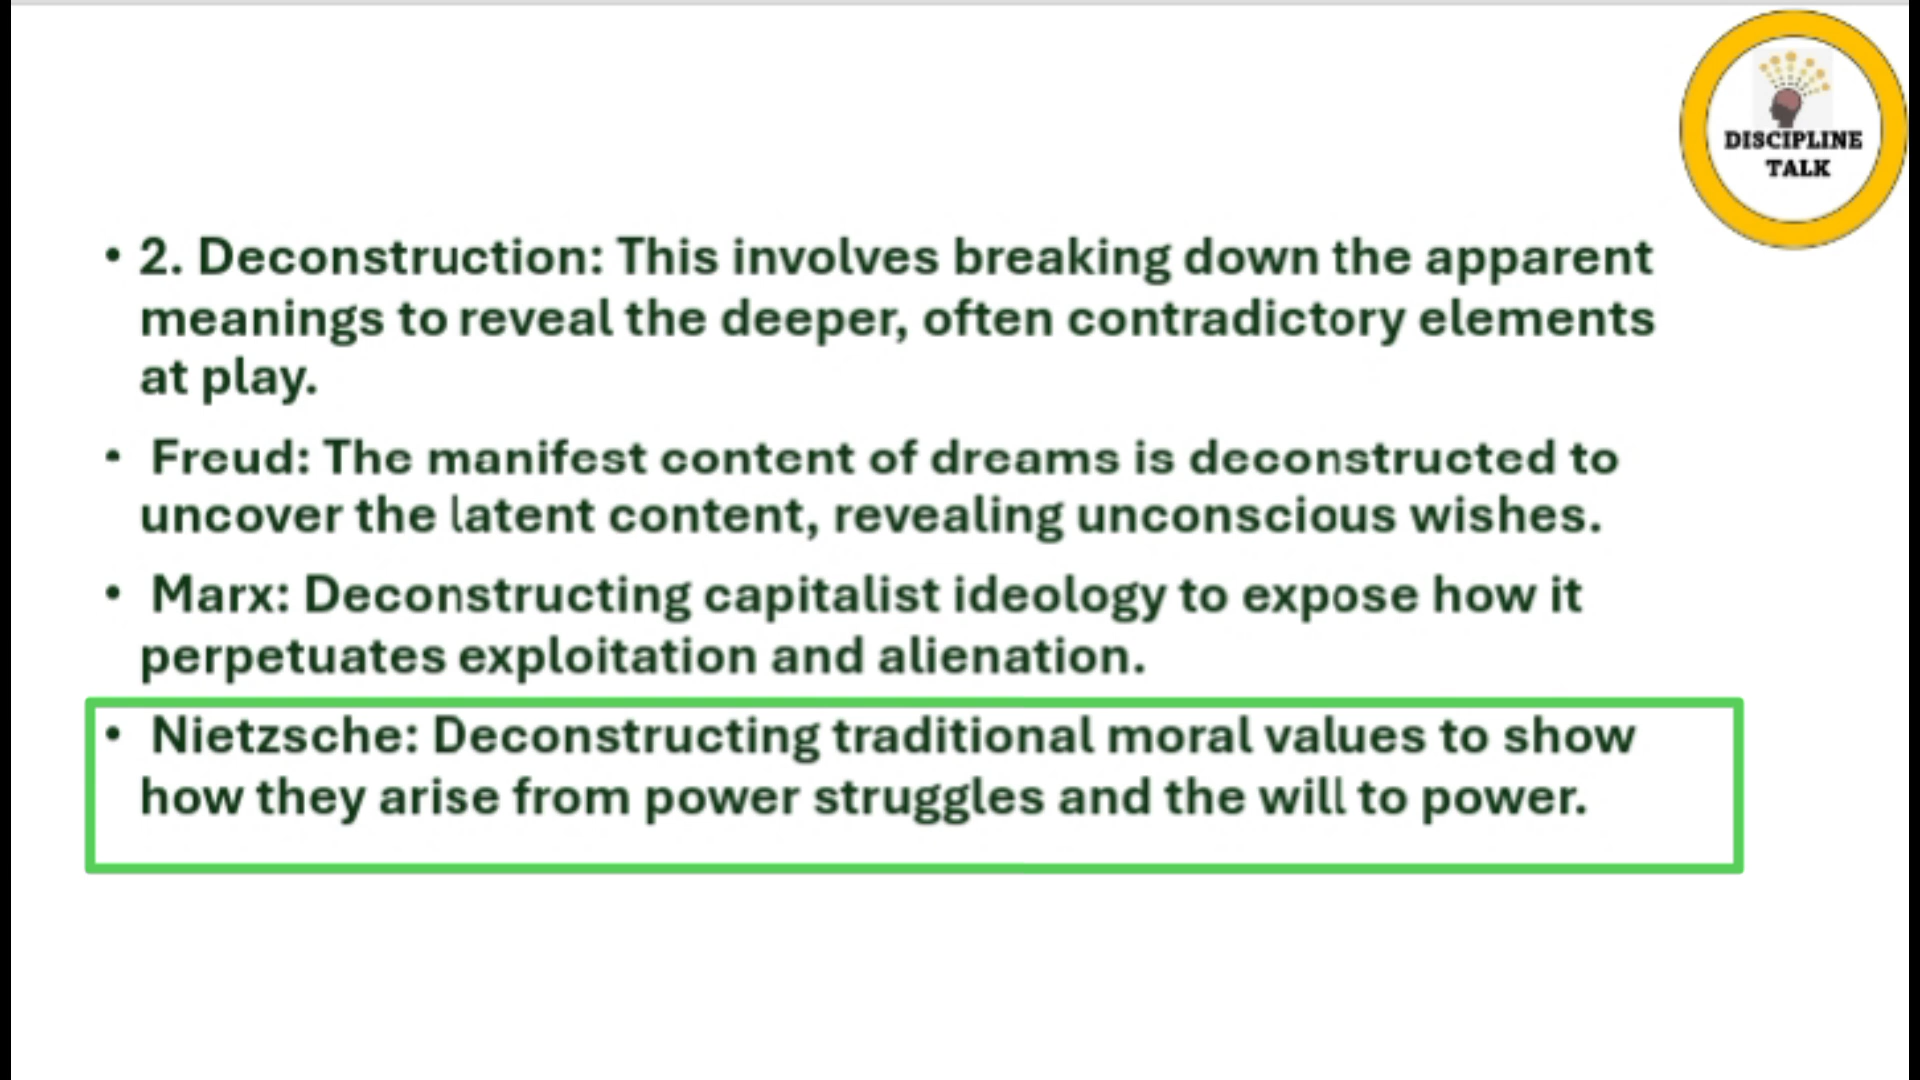 DISCIPLINE
TALK
• 2. Deconstruction: This involves breaking down the apparent
meanings to reveal the deeper, often contradictory elements
at play.
• Freud: The manifest content of dreams is deconstructed to
uncover the latent content, revealing unconscious wishes.
• Marx: Deconstructing capitalist ideology to expose how it
perpetuates exploitation and alienation.
• Nietzsche: Deconstructing traditional moral values to show
how they arise from power struggles and the will to power.